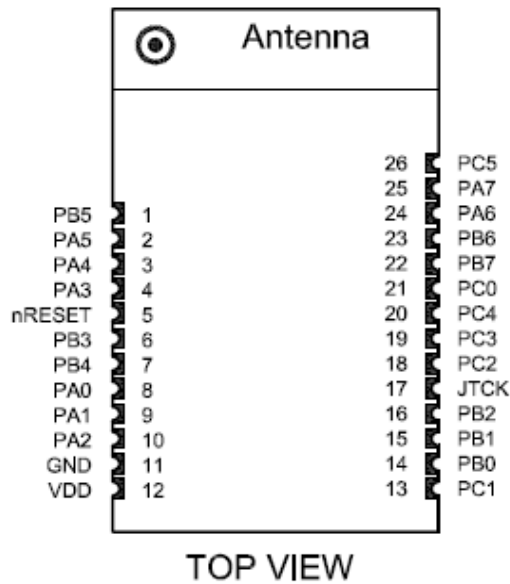 Antenna
26 PC5
25 PA7
PB5 1 24 PA6
PA5 2 23 PB6
PA4 3 22 PB7
PA3 4 21 PC0
nRESET 5 20 PC4
PB3 6 19 PC3
PB4 7 18 PC2
PA0 8 17 JTCK
PA1 9 16 PB2
PA2 10 15 PB1
GND 11 14 PB0
VDD 12 13 PC1
TOP VIEW